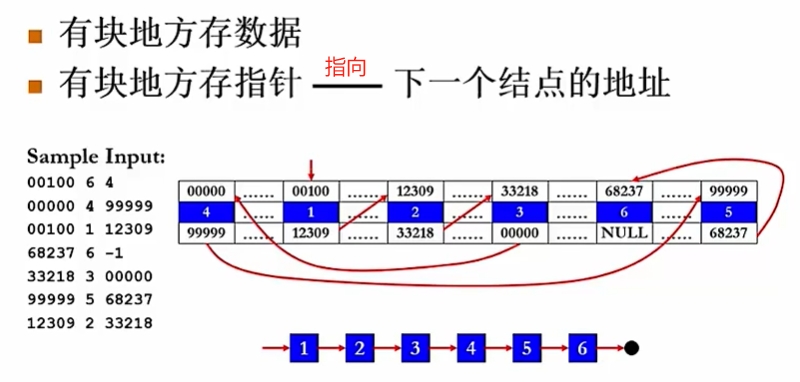 有块地方存数据
有块地方存指针 指向 下一个结点的地址
Sample Input:
00100 6 4
00000 4 99999
00100 1 12309
68237 6 -1
33218 3 00000
99999 5 68237
12309 2 33218
00000 ...... 00100 ...... 12309 ...... 33218 ...... 68237 ...... 99999
4 ...... 1 ...... 2 ...... 3 ...... 6 ...... 5
99999 ...... 12309 ...... 33218 ...... 00000 ...... NULL ...... 68237
1 2 3 4 5 6